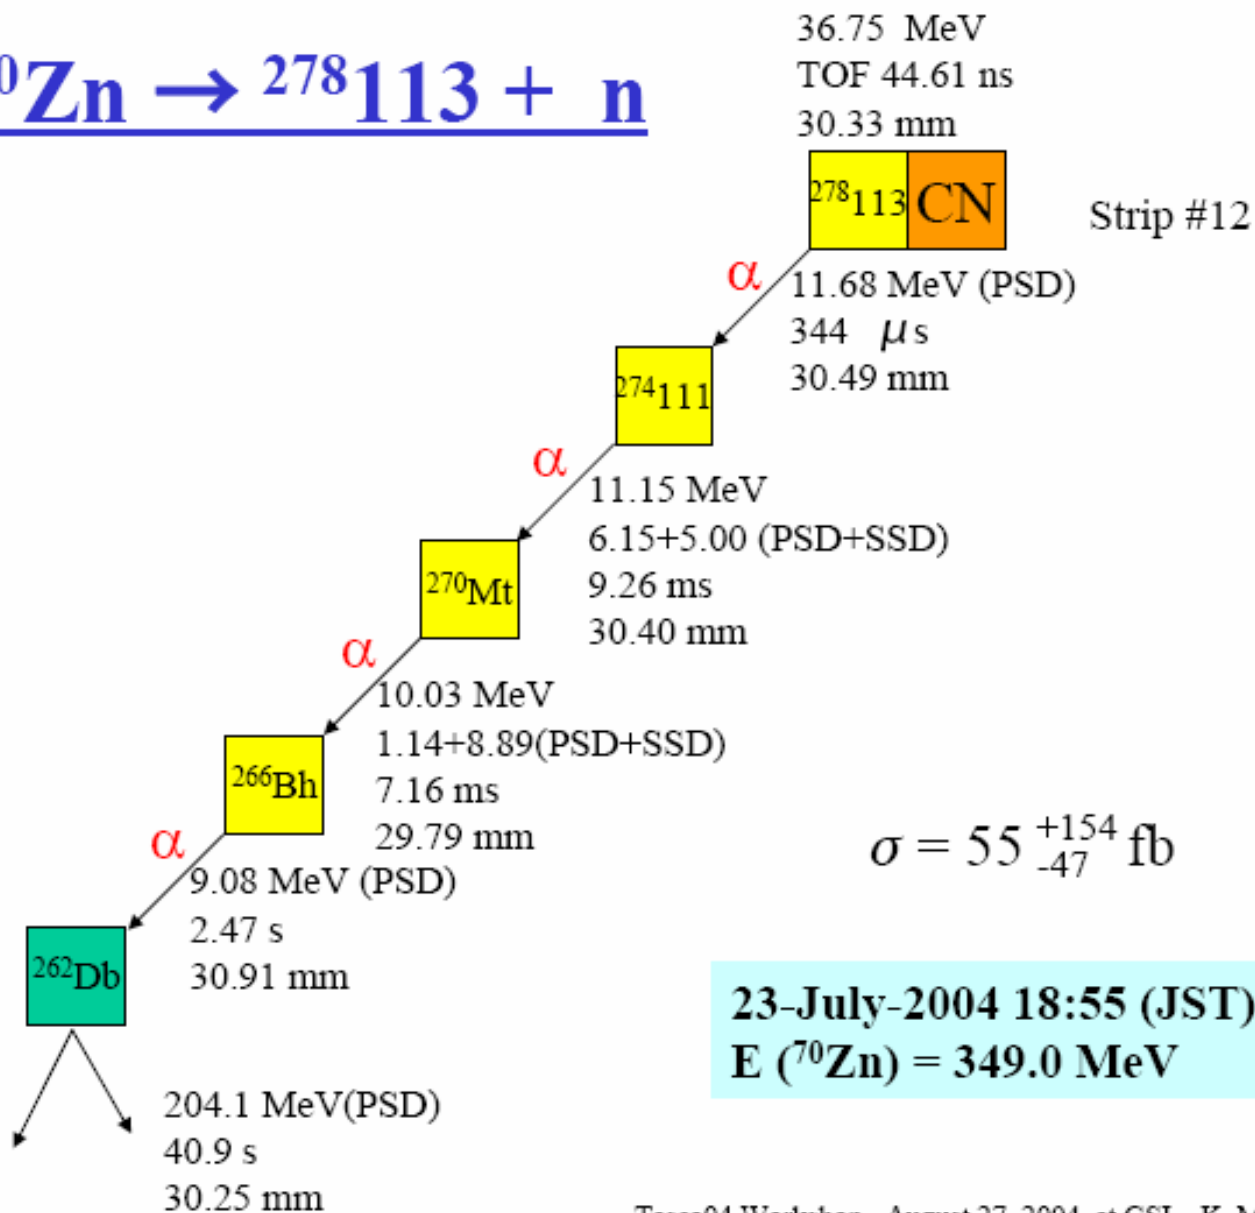 ⁰Zn → ²⁷⁸113 + n
36.75 MeV
TOF 44.61 ns
30.33 mm
²⁷⁸113 CN
Strip #12
α
11.68 MeV (PSD)
344 μs
30.49 mm
²⁷⁴111
α
11.15 MeV
6.15+5.00 (PSD+SSD)
9.26 ms
30.40 mm
²⁷⁰Mt
α
10.03 MeV
1.14+8.89(PSD+SSD)
7.16 ms
29.79 mm
²⁶⁶Bh
α
9.08 MeV (PSD)
2.47 s
30.91 mm
²⁶²Db
204.1 MeV(PSD)
40.9 s
30.25 mm
σ = 55 +154 -47 fb
23-July-2004 18:55 (JST)
E (⁷⁰Zn) = 349.0 MeV